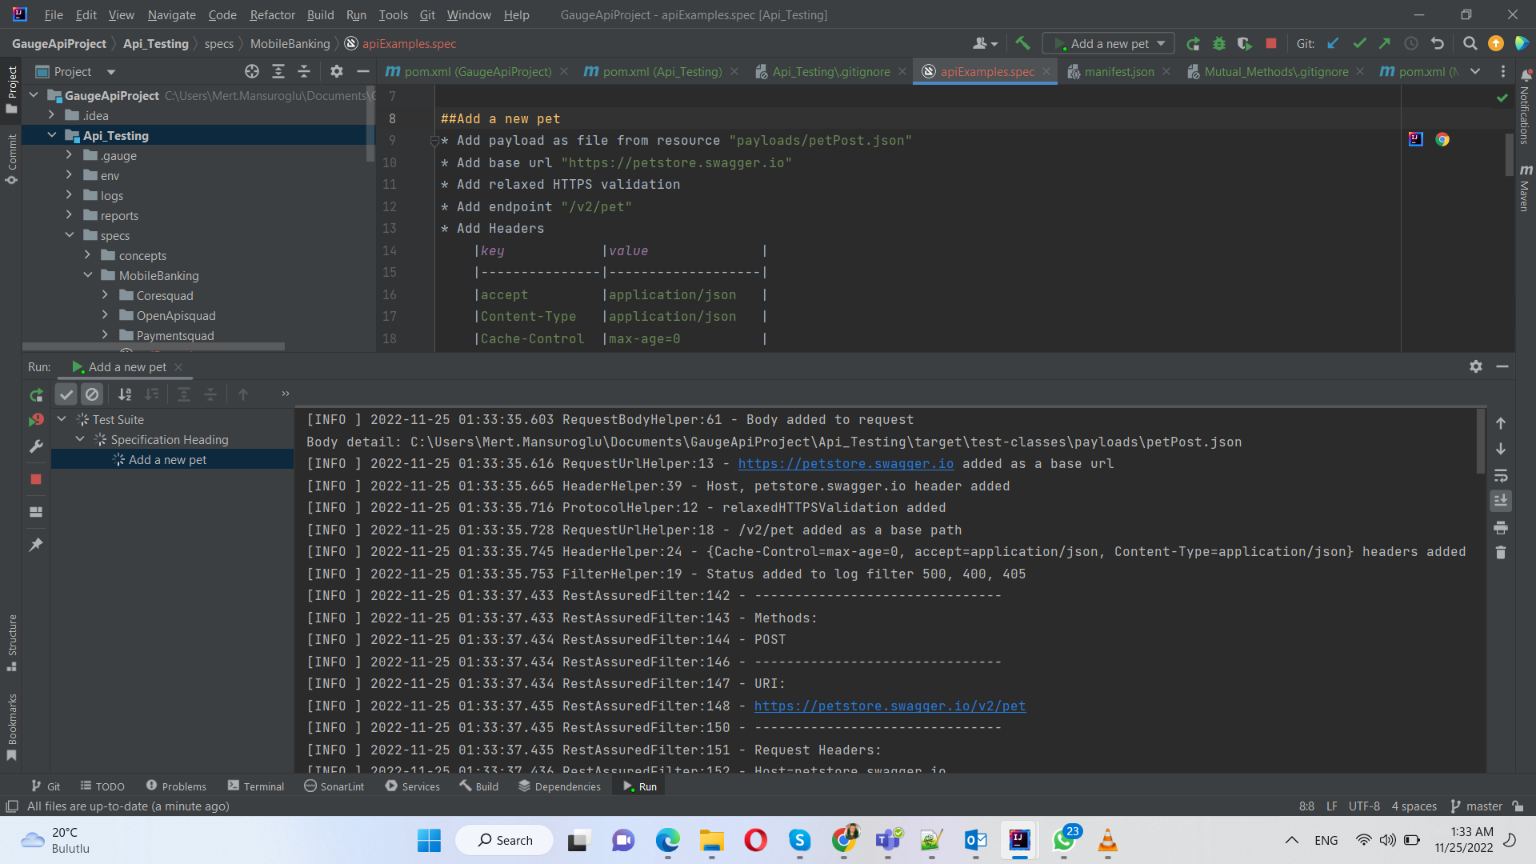 File Edit View Navigate Code Refactor Build Run Tools Git Window Help GaugeApiProject - apiExamples.spec [Api_Testing]
GaugeApiProject Api_Testing specs MobileBanking apiExamples.spec Add a new pet Git:
Project pom.xml (GaugeApiProject) pom.xml (Api_Testing) Api_Testing\.gitignore apiExamples.spec manifest.json Mutual_Methods\.gitignore pom.xml
Project
Commit
Structure
Bookmarks
Notifications
Maven
GaugeApiProject C:\Users\Mert.Mansuroglu\Documents\
.idea
Api_Testing
.gauge
env
logs
reports
specs
concepts
MobileBanking
Coresquad
OpenApisquad
Paymentsquad
7
8 ##Add a new pet
9 * Add payload as file from resource "payloads/petPost.json"
10 * Add base url "https://petstore.swagger.io"
11 * Add relaxed HTTPS validation
12 * Add endpoint "/v2/pet"
13 * Add Headers
14 |key |value |
15 |---------------|-------------------|
16 |accept |application/json |
17 |Content-Type |application/json |
18 |Cache-Control |max-age=0 |
Run: Add a new pet
Test Suite
Specification Heading
Add a new pet
[INFO ] 2022-11-25 01:33:35.603 RequestBodyHelper:61 - Body added to request
Body detail: C:\Users\Mert.Mansuroglu\Documents\GaugeApiProject\Api_Testing\target\test-classes\payloads\petPost.json
[INFO ] 2022-11-25 01:33:35.616 RequestUrlHelper:13 - https://petstore.swagger.io added as a base url
[INFO ] 2022-11-25 01:33:35.665 HeaderHelper:39 - Host, petstore.swagger.io header added
[INFO ] 2022-11-25 01:33:35.716 ProtocolHelper:12 - relaxedHTTPSValidation added
[INFO ] 2022-11-25 01:33:35.728 RequestUrlHelper:18 - /v2/pet added as a base path
[INFO ] 2022-11-25 01:33:35.745 HeaderHelper:24 - {Cache-Control=max-age=0, accept=application/json, Content-Type=application/json} headers added
[INFO ] 2022-11-25 01:33:35.753 FilterHelper:19 - Status added to log filter 500, 400, 405
[INFO ] 2022-11-25 01:33:37.433 RestAssuredFilter:142 - -------------------------------
[INFO ] 2022-11-25 01:33:37.433 RestAssuredFilter:143 - Methods:
[INFO ] 2022-11-25 01:33:37.434 RestAssuredFilter:144 - POST
[INFO ] 2022-11-25 01:33:37.434 RestAssuredFilter:146 - -------------------------------
[INFO ] 2022-11-25 01:33:37.434 RestAssuredFilter:147 - URI:
[INFO ] 2022-11-25 01:33:37.435 RestAssuredFilter:148 - https://petstore.swagger.io/v2/pet
[INFO ] 2022-11-25 01:33:37.435 RestAssuredFilter:150 - -------------------------------
[INFO ] 2022-11-25 01:33:37.435 RestAssuredFilter:151 - Request Headers:
[INFO ] 2022-11-25 01:33:37.436 RestAssuredFilter:152 - Host=petstore.swagger.io
Git TODO Problems Terminal SonarLint Services Build Dependencies Run
All files are up-to-date (a minute ago) 8:8 LF UTF-8 4 spaces master
20°C
Bulutlu
Search
23
ENG
1:33 AM
11/25/2022